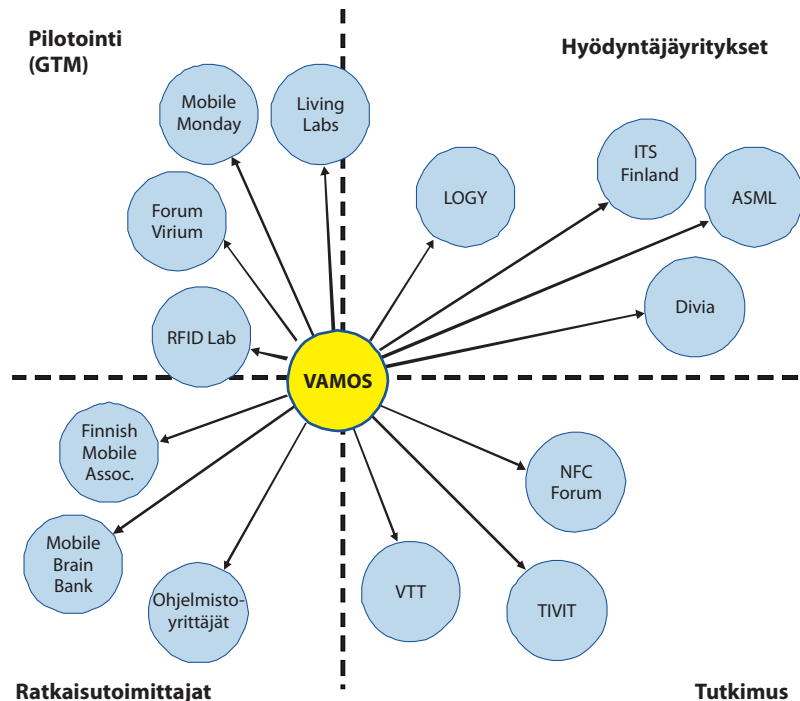 Pilotointi
(GTM)
Hyödyntäjäyritykset
Mobile
Monday
Living
Labs
LOGY
ITS
Finland
ASML
Forum
Virium
Divia
RFID Lab
VAMOS
Finnish
Mobile
Assoc.
NFC
Forum
Mobile
Brain
Bank
Ohjelmisto-
yrittäjät
VTT
TIVIT
Ratkaisutoimittajat
Tutkimus